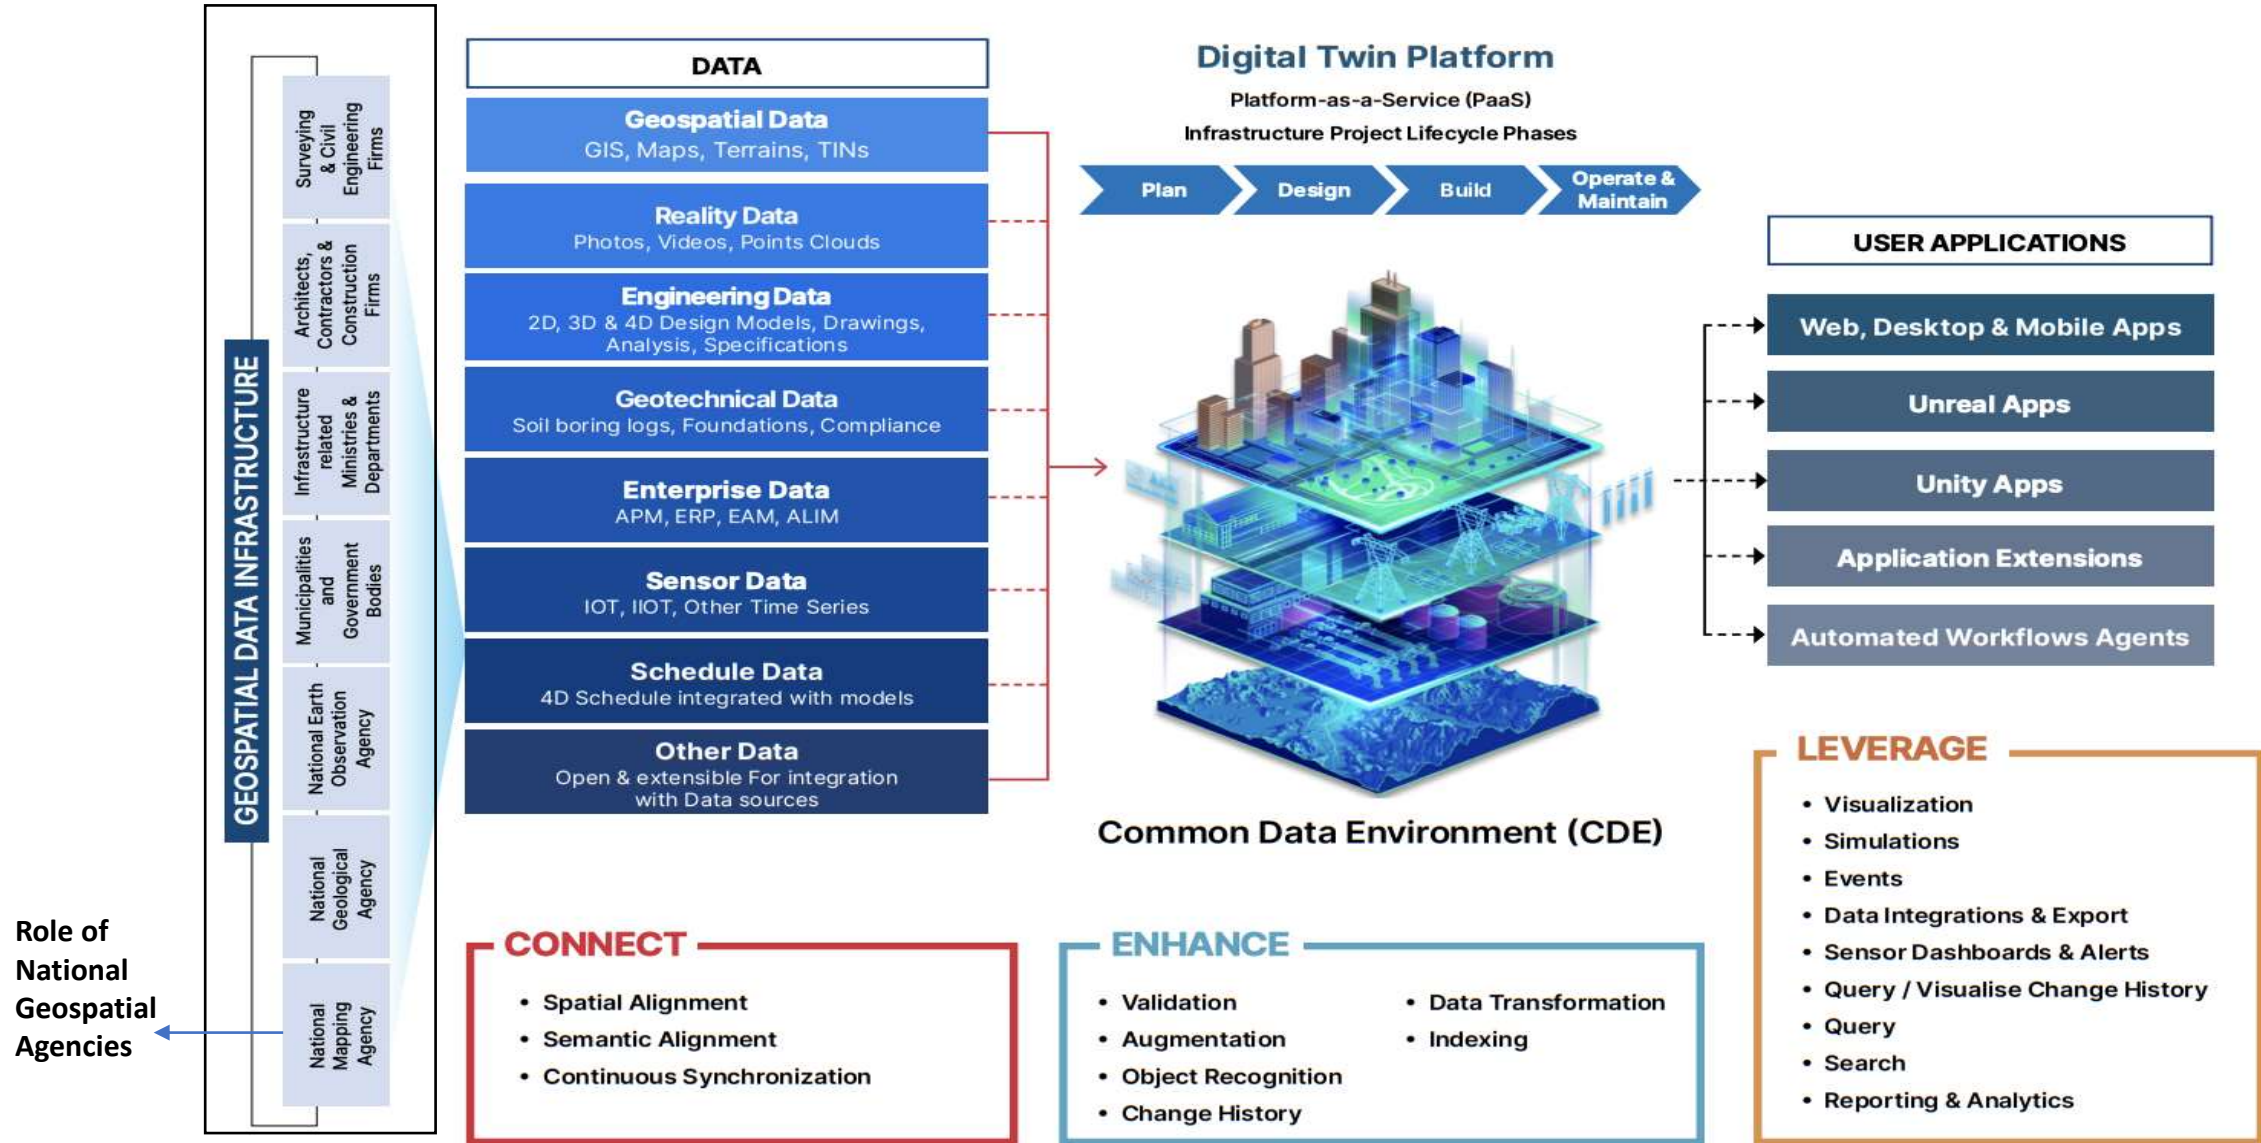 GEOSPATIAL DATA INFRASTRUCTURE
Surveying
& Civil
Engineering
Firms
Architects,
Contractors &
Construction
Firms
Infrastructure
related
Ministries &
Departments
Municipalities
and
Government
Bodies
National Earth
Observation
Agency
National
Geological
Agency
National
Mapping
Agency
Role of
National
Geospatial
Agencies
DATA
Geospatial Data
GIS, Maps, Terrains, TINs
Reality Data
Photos, Videos, Points Clouds
Engineering Data
2D, 3D & 4D Design Models, Drawings,
Analysis, Specifications
Geotechnical Data
Soil boring logs, Foundations, Compliance
Enterprise Data
APM, ERP, EAM, ALIM
Sensor Data
IOT, IIOT, Other Time Series
Schedule Data
4D Schedule integrated with models
Other Data
Open & extensible For integration
with Data sources
Digital Twin Platform
Platform-as-a-Service (PaaS)
Infrastructure Project Lifecycle Phases
Plan
Design
Build
Operate &
Maintain
Common Data Environment (CDE)
USER APPLICATIONS
Web, Desktop & Mobile Apps
Unreal Apps
Unity Apps
Application Extensions
Automated Workflows Agents
CONNECT
• Spatial Alignment
• Semantic Alignment
• Continuous Synchronization
ENHANCE
• Validation
• Augmentation
• Object Recognition
• Change History
• Data Transformation
• Indexing
LEVERAGE
• Visualization
• Simulations
• Events
• Data Integrations & Export
• Sensor Dashboards & Alerts
• Query / Visualise Change History
• Query
• Search
• Reporting & Analytics